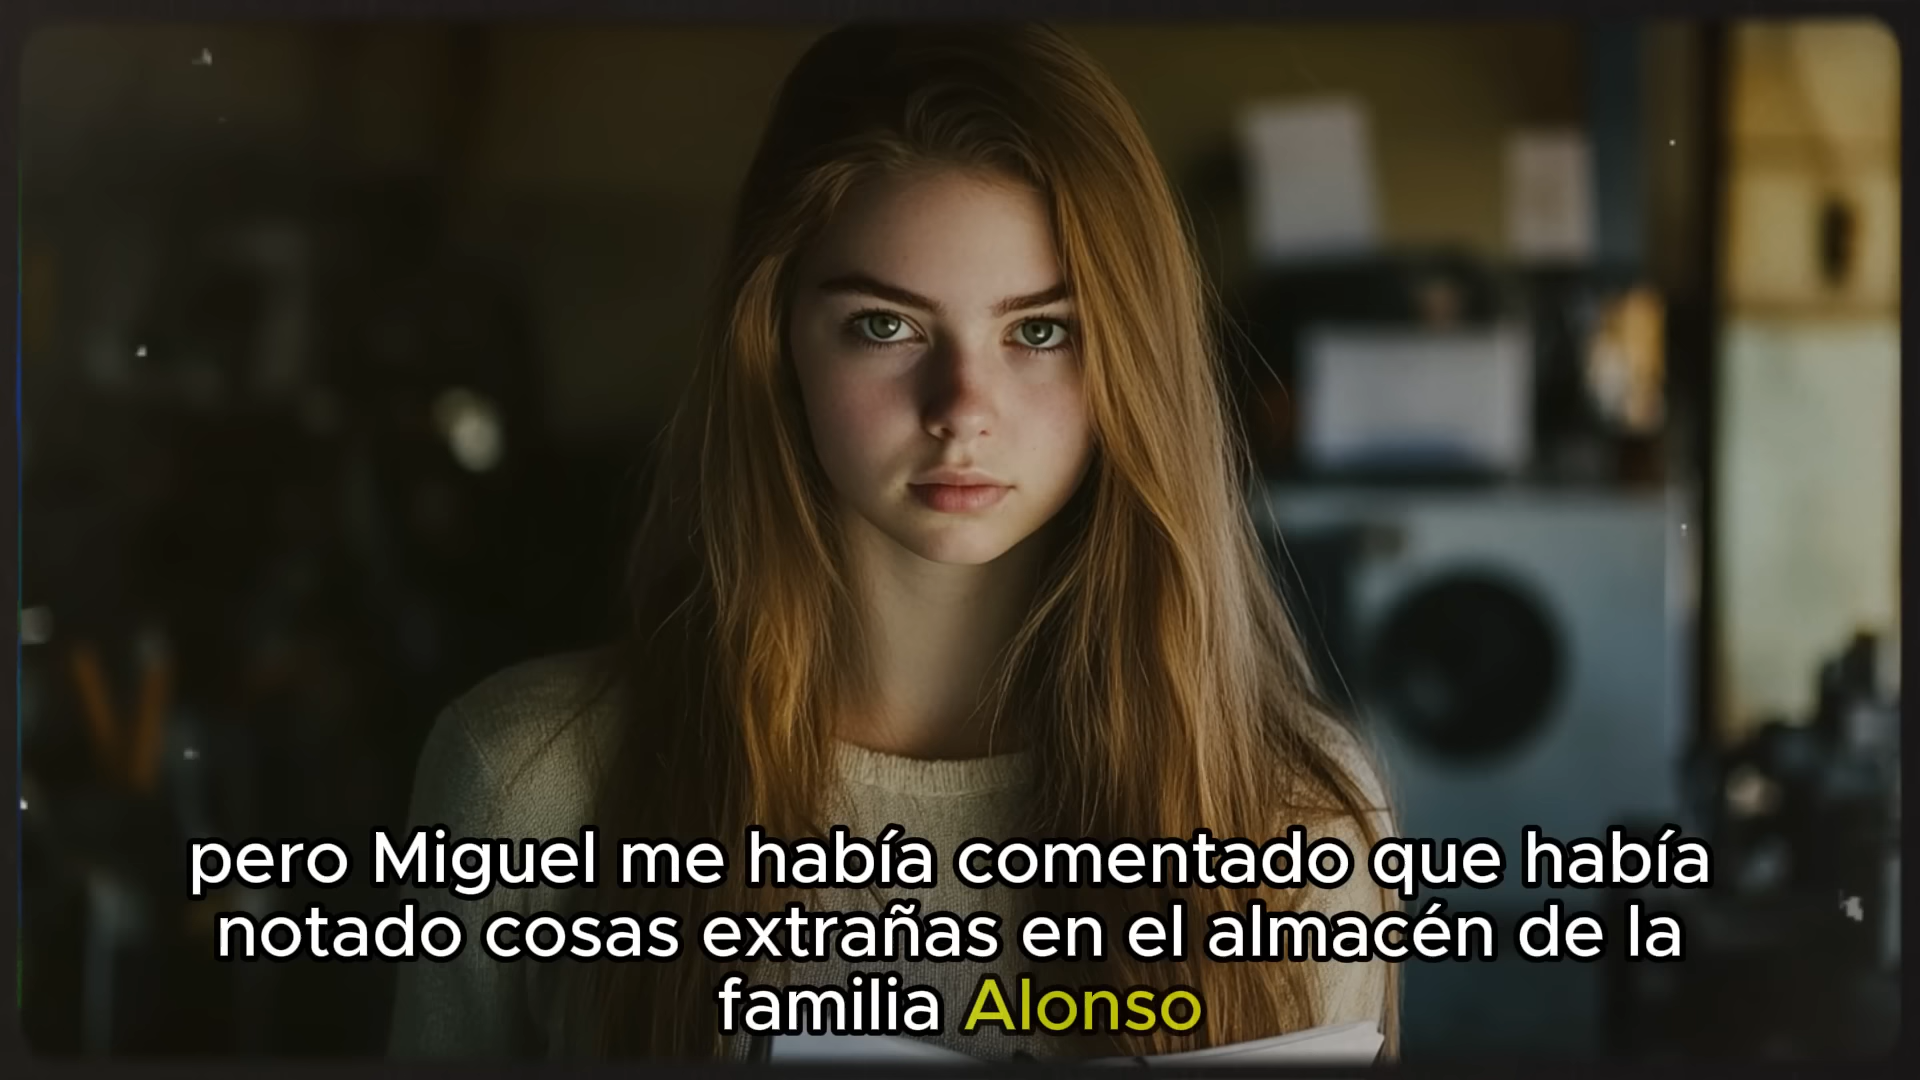 pero Miguel me había comentado que había
notado cosas extrañas en el almacén de la
familia Alonso